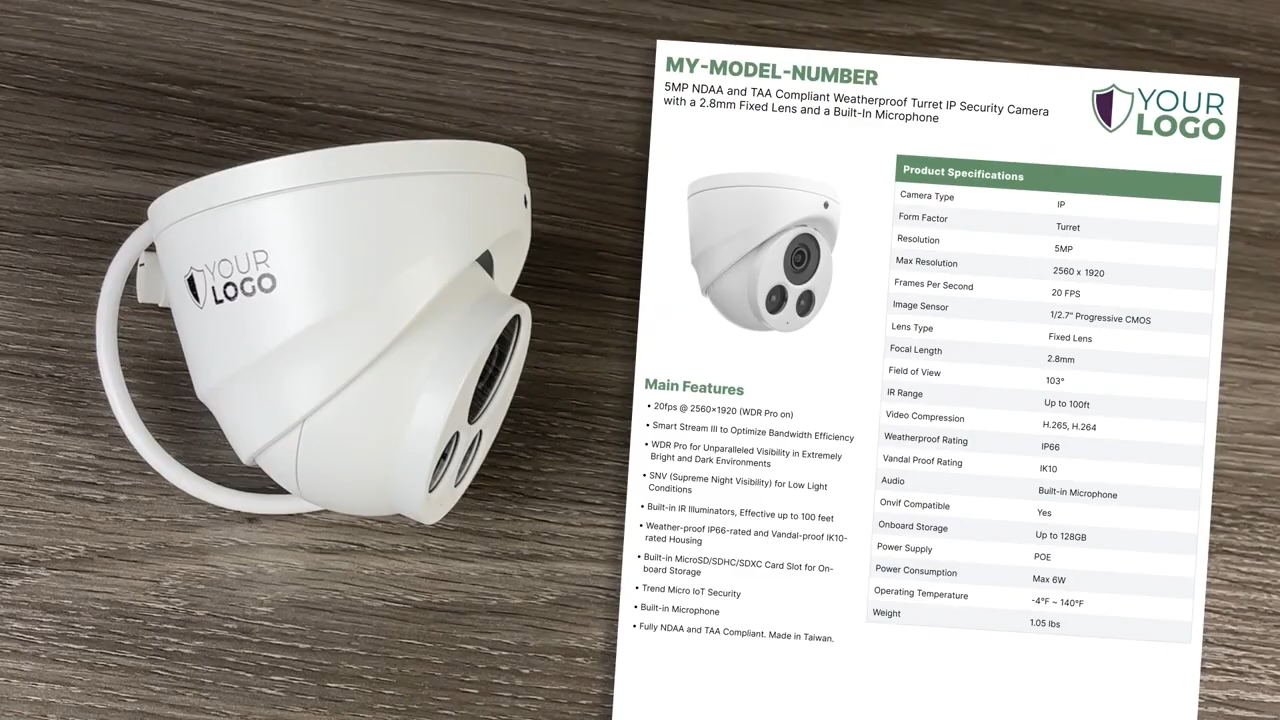 YOUR
LOGO
MY-MODEL-NUMBER
5MP NDAA and TAA Compliant Weatherproof Turret IP Security Camera
with a 2.8mm Fixed Lens and a Built-In Microphone
YOUR
LOGO
Main Features
• 20fps @ 2560×1920 (WDR Pro on)
• Smart Stream III to Optimize Bandwidth Efficiency
• WDR Pro for Unparalleled Visibility in Extremely
Bright and Dark Environments
• SNV (Supreme Night Visibility) for Low Light
Conditions
• Built-in IR Illuminators, Effective up to 100 feet
• Weather-proof IP66-rated and Vandal-proof IK10-
rated Housing
• Built-in MicroSD/SDHC/SDXC Card Slot for On-
board Storage
• Trend Micro IoT Security
• Built-in Microphone
• Fully NDAA and TAA Compliant. Made in Taiwan.
Product Specifications
Camera Type IP
Form Factor Turret
Resolution 5MP
Max Resolution 2560 x 1920
Frames Per Second 20 FPS
Image Sensor 1/2.7" Progressive CMOS
Lens Type Fixed Lens
Focal Length 2.8mm
Field of View 103°
IR Range Up to 100ft
Video Compression H.265, H.264
Weatherproof Rating IP66
Vandal Proof Rating IK10
Audio Built-in Microphone
Onvif Compatible Yes
Onboard Storage Up to 128GB
Power Supply POE
Power Consumption Max 6W
Operating Temperature -4°F ~ 140°F
Weight 1.05 lbs